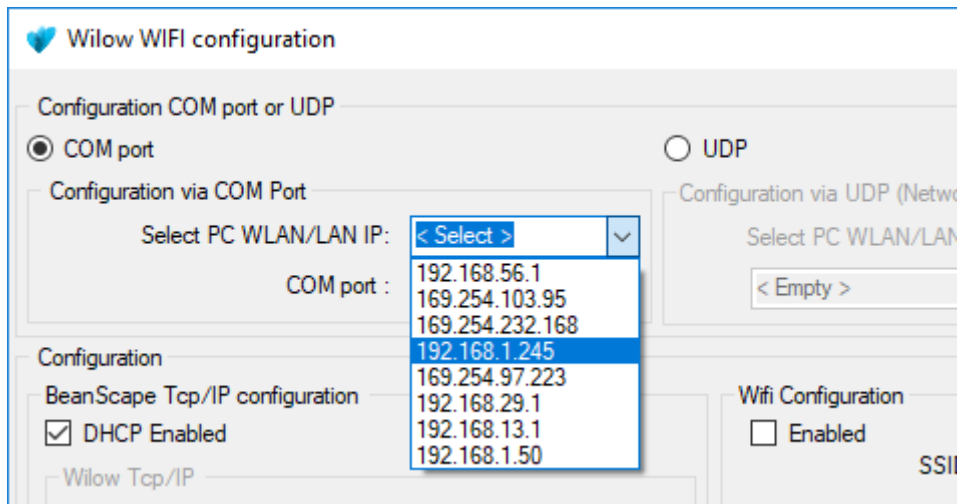 Wilow WIFI configuration
Configuration COM port or UDP
COM port
UDP
Configuration via COM Port
Configuration via UDP
Select PC WLAN/LAN IP:
< Select >
Select PC WLAN/LAN
192.168.56.1
COM port :
< Empty >
169.254.103.95
169.254.232.168
192.168.1.245
169.254.97.223
192.168.29.1
192.168.13.1
192.168.1.50
Configuration
BeanScape Tcp/IP configuration
DHCP Enabled
Wilow Tcp/IP
Wifi Configuration
Enabled